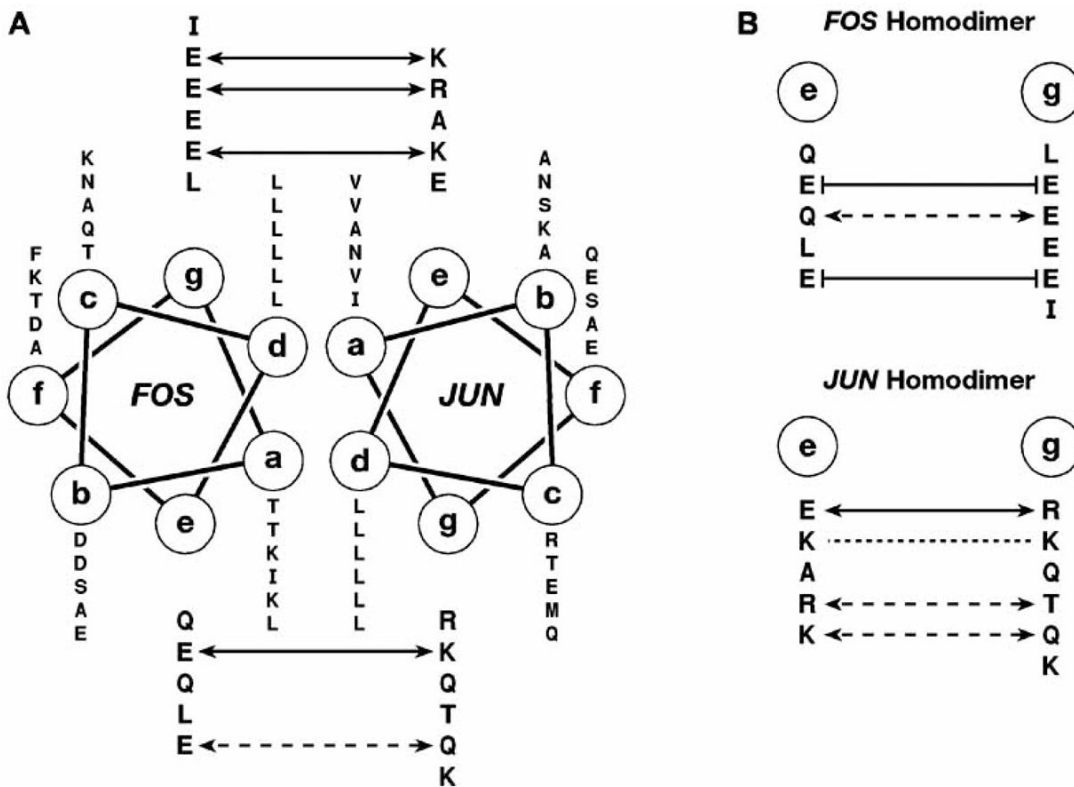 A
I
E K
E R
E A
E K
L E
K
N
A
Q
T
F
K
T
D
A
L
L
L
L
L
L
V
V
A
N
V
I
A
N
S
K
A
Q
E
S
A
E
g
c
d
f
FOS
a
b
e
e
b
a
JUN
f
d
c
g
D
D
S
A
E
T
T
K
I
K
L
L
L
L
L
L
L
R
T
E
M
Q
Q R
E K
Q Q
L T
E Q
K
B
FOS Homodimer
e g
Q L
E E
Q E
L E
E E
I
JUN Homodimer
e g
E R
K K
A Q
R T
K Q
K